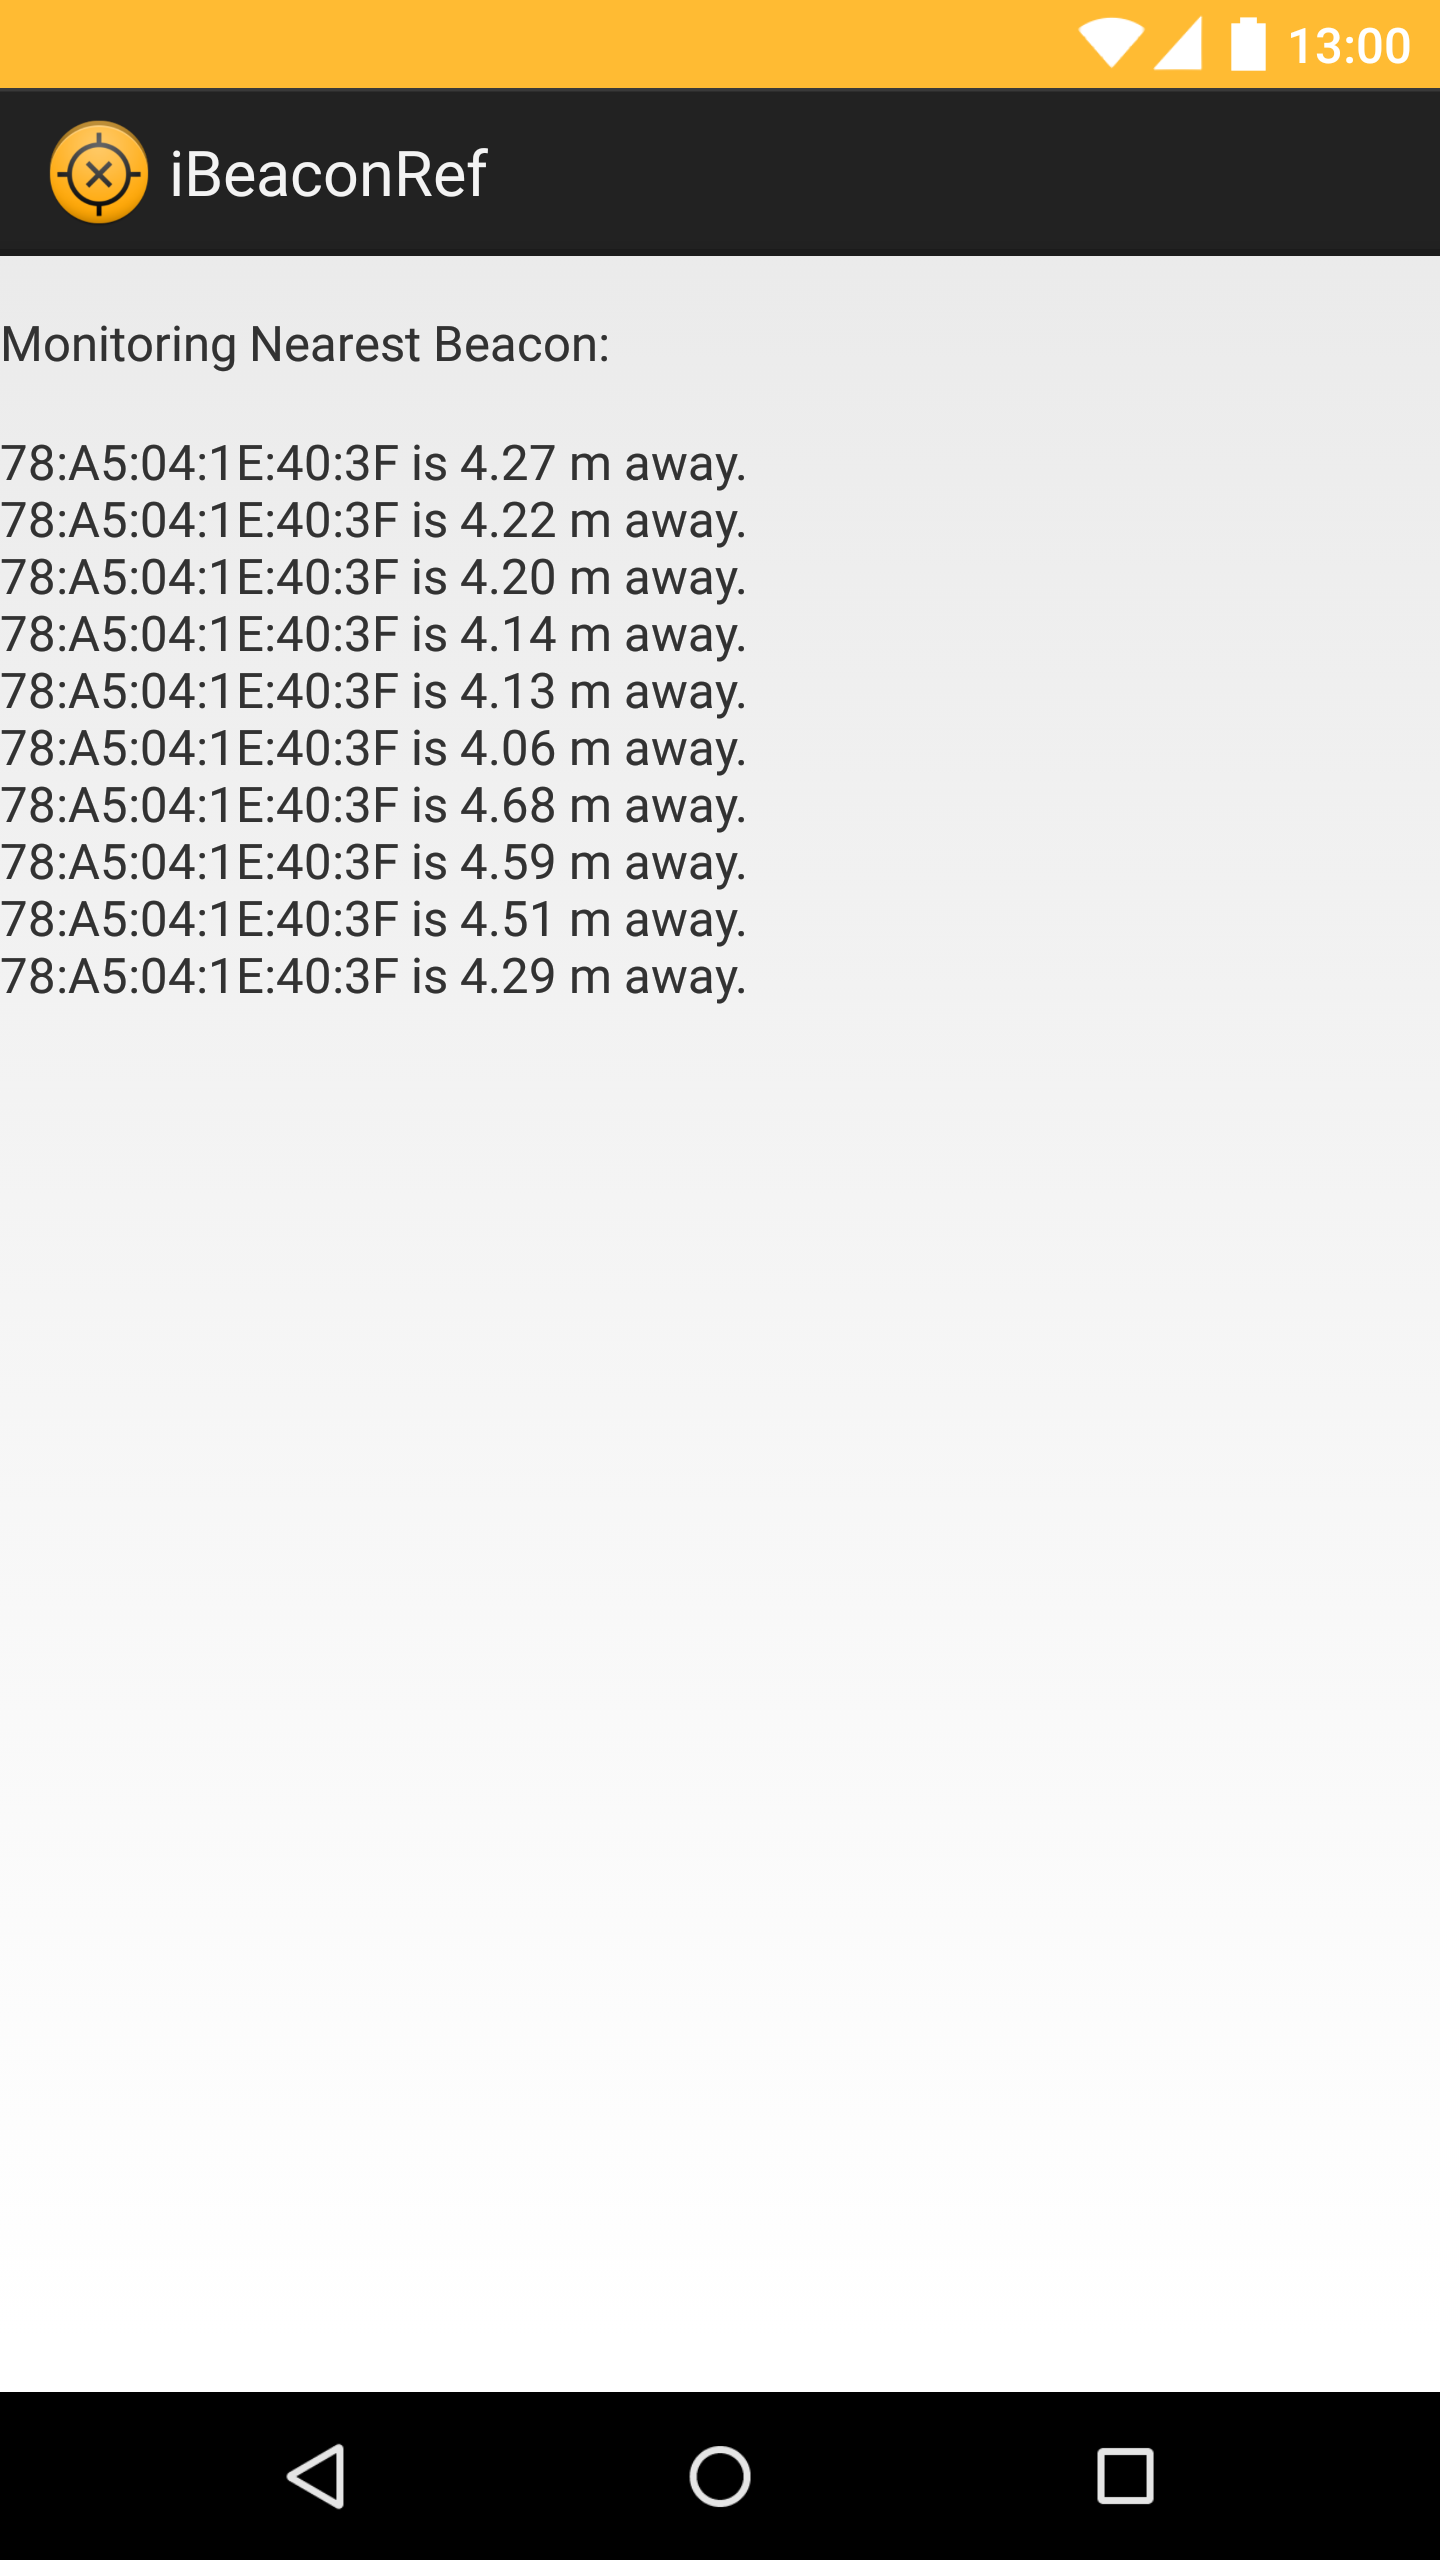 13:00
iBeaconRef
Monitoring Nearest Beacon:
78:A5:04:1E:40:3F is 4.27 m away.
78:A5:04:1E:40:3F is 4.22 m away.
78:A5:04:1E:40:3F is 4.20 m away.
78:A5:04:1E:40:3F is 4.14 m away.
78:A5:04:1E:40:3F is 4.13 m away.
78:A5:04:1E:40:3F is 4.06 m away.
78:A5:04:1E:40:3F is 4.68 m away.
78:A5:04:1E:40:3F is 4.59 m away.
78:A5:04:1E:40:3F is 4.51 m away.
78:A5:04:1E:40:3F is 4.29 m away.